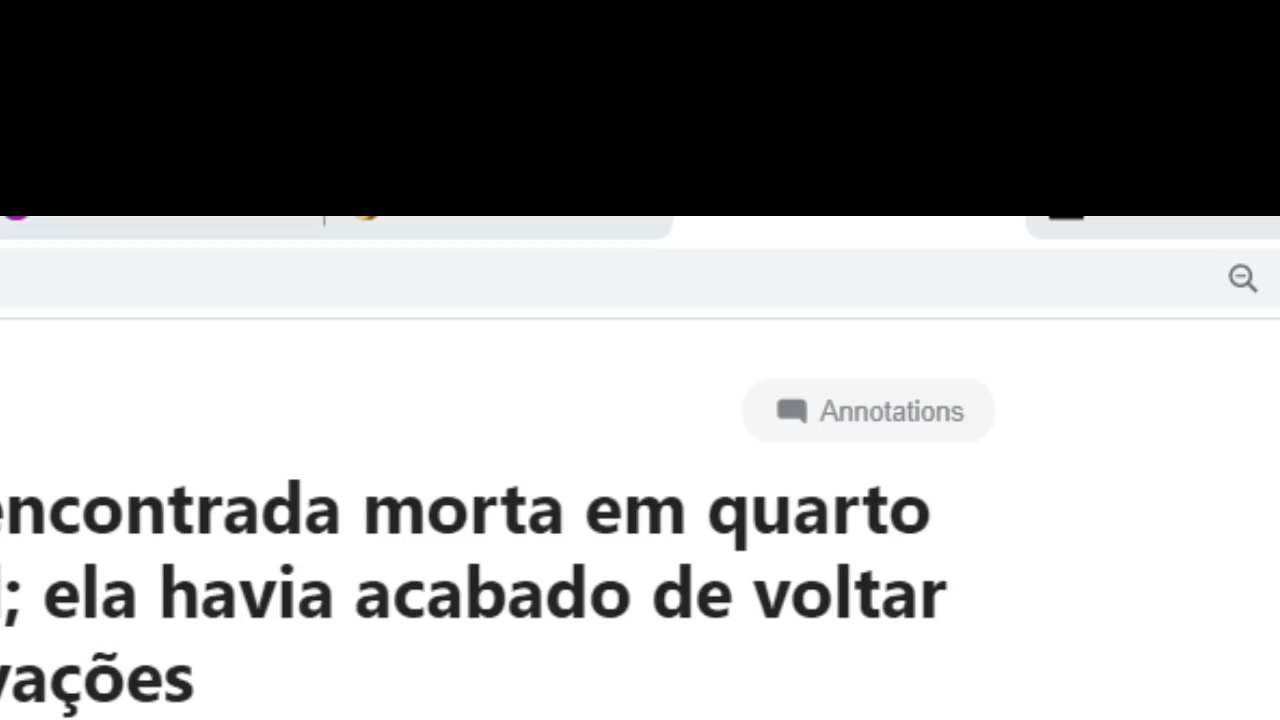 Annotations
encontrada morta em quarto
; ela havia acabado de voltar
vações